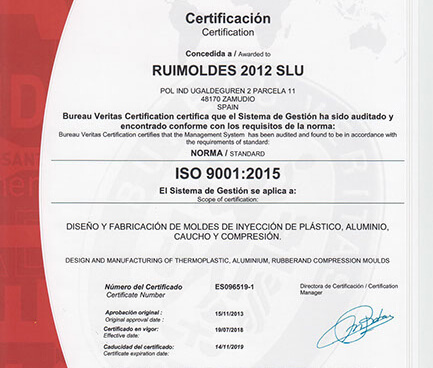 Certificación
Certification
Concedida a / Awarded to
RUIMOLDES 2012 SLU
POL IND UGALDEGUREN 2 PARCELA 11
48170 ZAMUDIO
SPAIN
Bureau Veritas Certification certifica que el Sistema de Gestión ha sido auditado y
encontrado conforme con los requisitos de la norma:
Bureau Veritas Certification certifies that the Management System has been audited and found to be in accordance with
the requirements of standard:
NORMA / STANDARD
ISO 9001:2015
El Sistema de Gestión se aplica a:
Scope of certification:
DISEÑO Y FABRICACIÓN DE MOLDES DE INYECCIÓN DE PLÁSTICO, ALUMINIO,
CAUCHO Y COMPRESIÓN.
DESIGN AND MANUFACTURING OF THERMOPLASTIC, ALUMINIUM, RUBBERAND COMPRESSION MOULDS
Número del Certificado ES096519-1 Directora de Certificación / Certification
Certificate Number Manager
Aprobación original : 15/11/2013
Original approval date :
Certificado en vigor: 19/07/2018
Effective date:
Caducidad del certificado: 14/11/2019
Certificate expiration date: